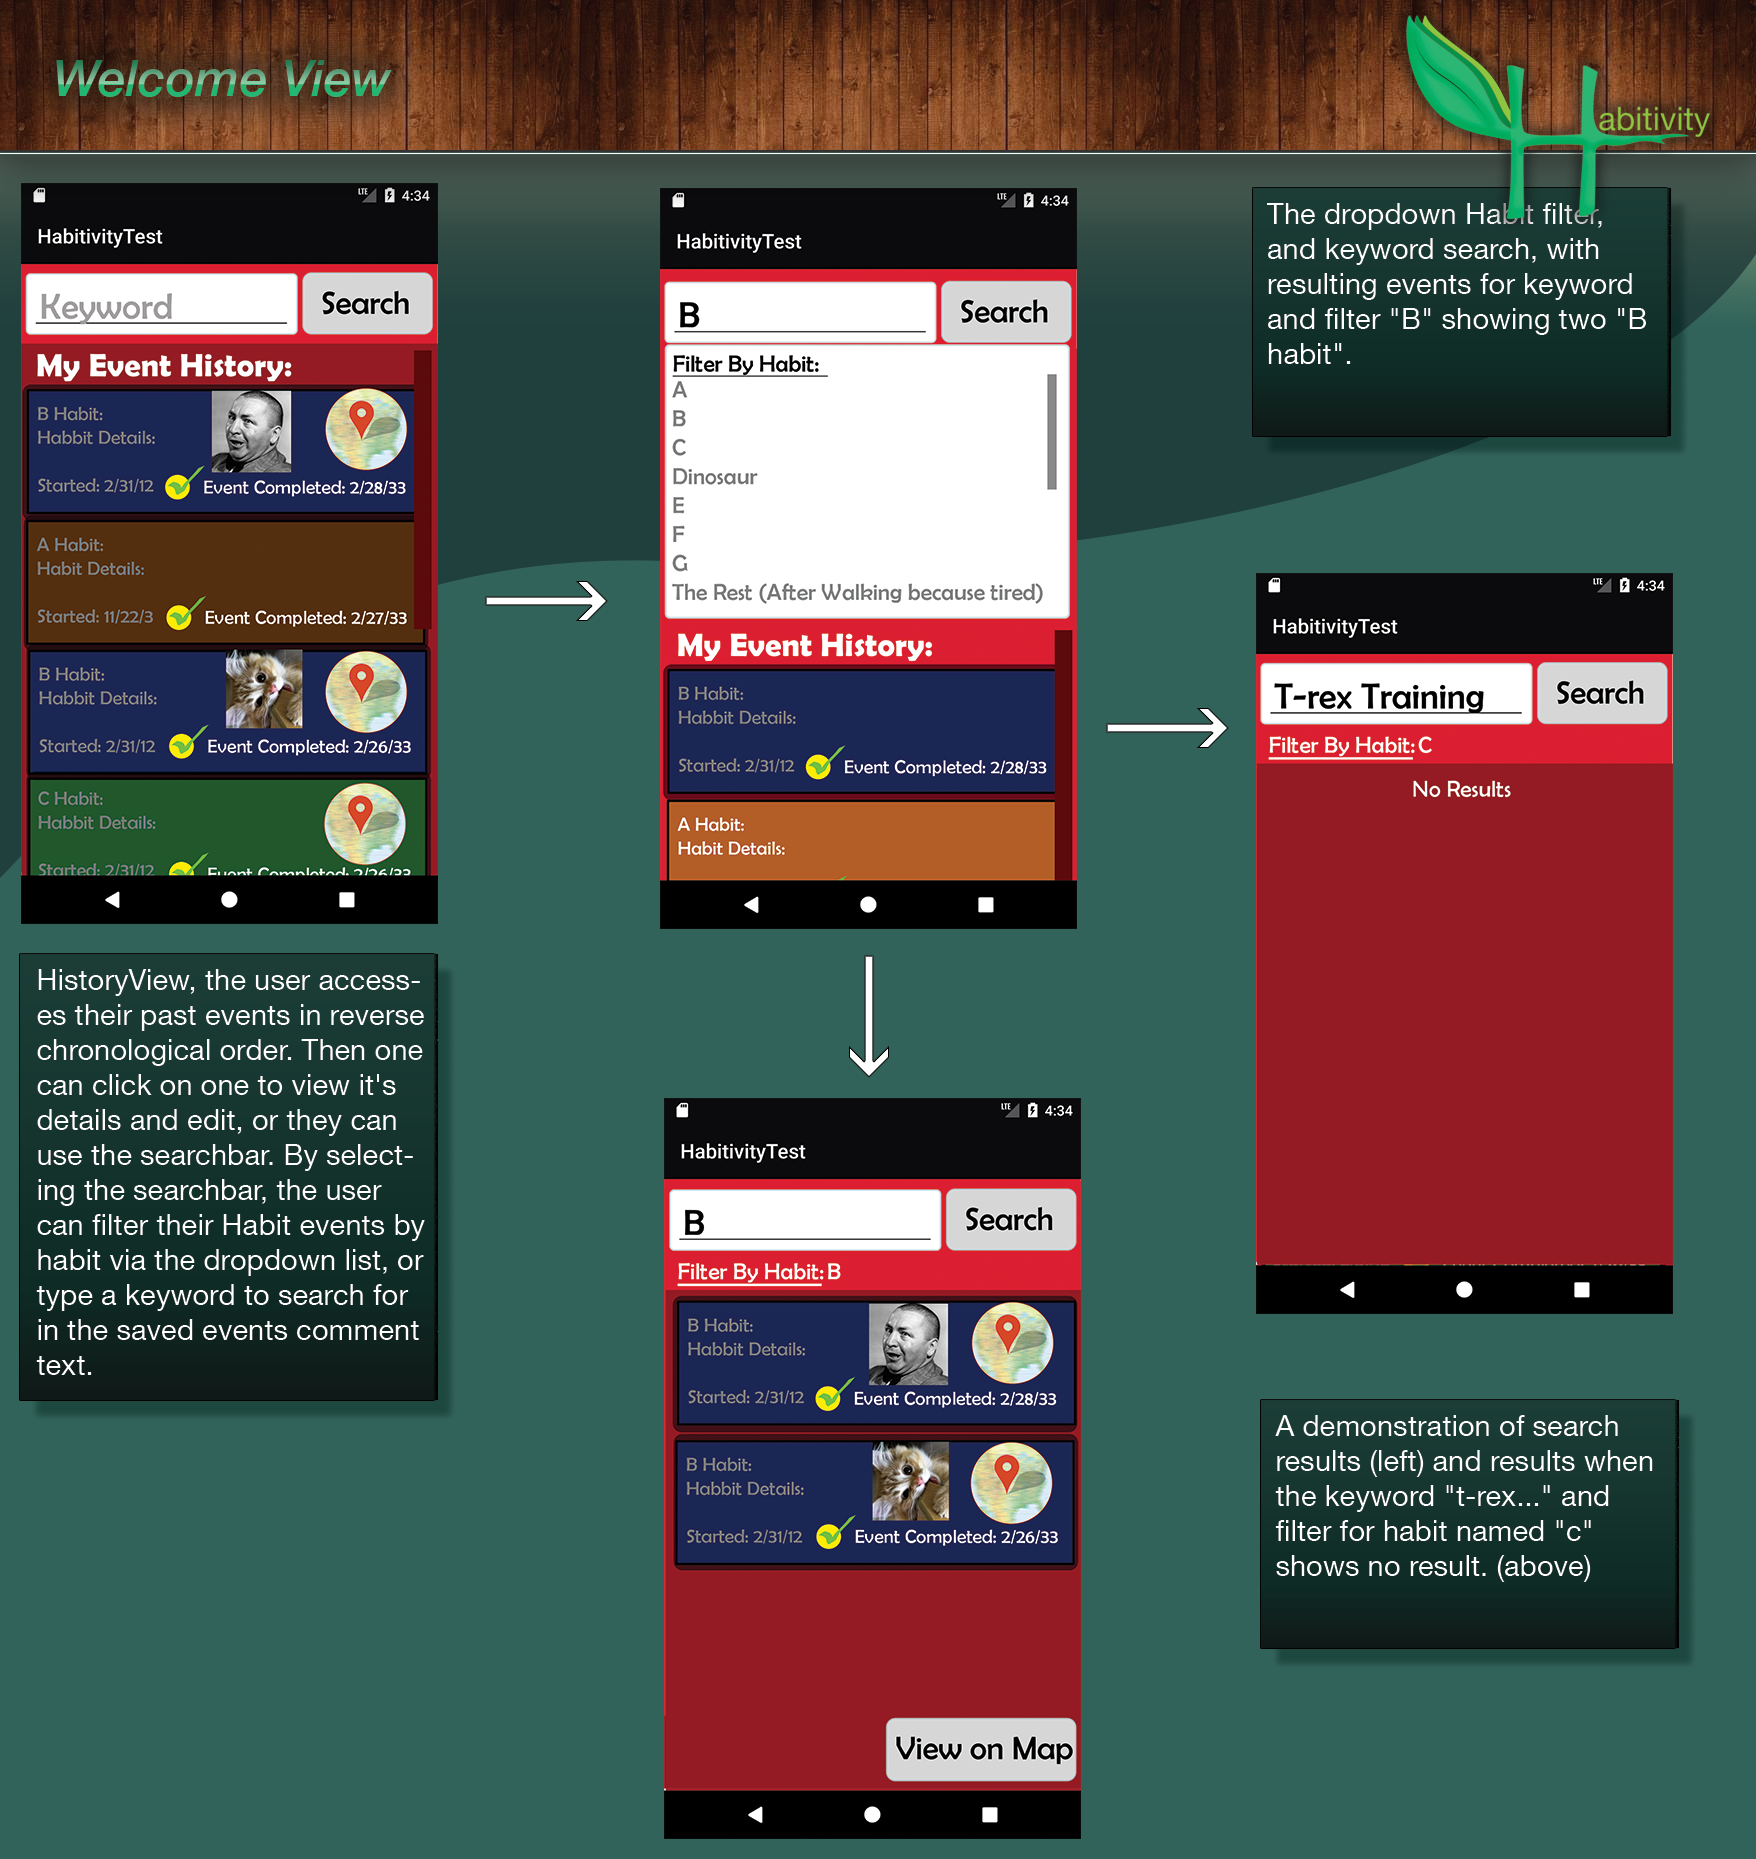 Welcome View
Habitivity
LTE 4:34
HabitivityTest
Keyword
Search
My Event History:
B Habit:
Habbit Details:
Started: 2/31/12
Event Completed: 2/28/33
A Habit:
Habit Details:
Started: 11/22/3
Event Completed: 2/27/33
B Habit:
Habbit Details:
Started: 2/31/12
Event Completed: 2/26/33
C Habit:
Habbit Details:
Started: 2/31/12
Event Completed: 2/26/33
HistoryView, the user access-
es their past events in reverse
chronological order. Then one
can click on one to view it's
details and edit, or they can
use the searchbar. By select-
ing the searchbar, the user
can filter their Habit events by
habit via the dropdown list, or
type a keyword to search for
in the saved events comment
text.
LTE 4:34
HabitivityTest
B
Search
Filter By Habit:
A
B
C
Dinosaur
E
F
G
The Rest (After Walking because tired)
My Event History:
B Habit:
Habbit Details:
Started: 2/31/12
Event Completed: 2/28/33
A Habit:
Habit Details:
The dropdown Habit filter,
and keyword search, with
resulting events for keyword
and filter "B" showing two "B
habit".
LTE 4:34
HabitivityTest
T-rex Training
Search
Filter By Habit: C
No Results
LTE 4:34
HabitivityTest
B
Search
Filter By Habit: B
B Habit:
Habbit Details:
Started: 2/31/12
Event Completed: 2/28/33
B Habit:
Habbit Details:
Started: 2/31/12
Event Completed: 2/26/33
View on Map
A demonstration of search
results (left) and results when
the keyword "t-rex..." and
filter for habit named "c"
shows no result. (above)